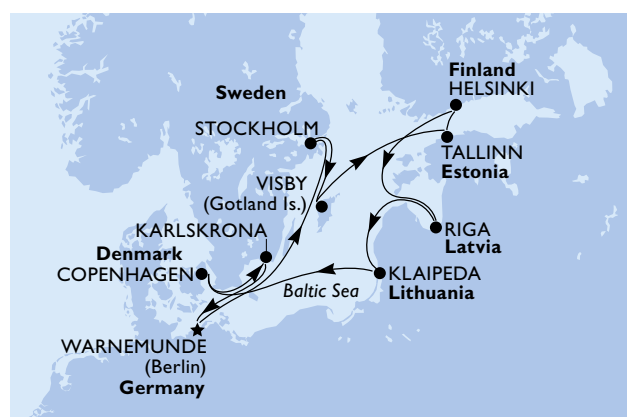 Finland
HELSINKI
Sweden
STOCKHOLM
TALLINN
Estonia
VISBY
(Gotland Is.)
KARLSKRONA
RIGA
Latvia
Denmark
COPENHAGEN
KLAIPEDA
Lithuania
Baltic Sea
WARNEMUNDE
(Berlin)
Germany